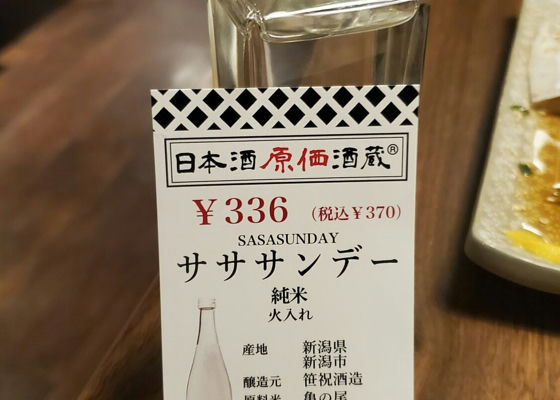 日本酒原価酒蔵®
¥336 (税込¥370)
SASASUNDAY
サササンデー
純米
火入れ
産地 新潟県
新潟市
醸造元 笹祝酒造
原料米 亀の尾